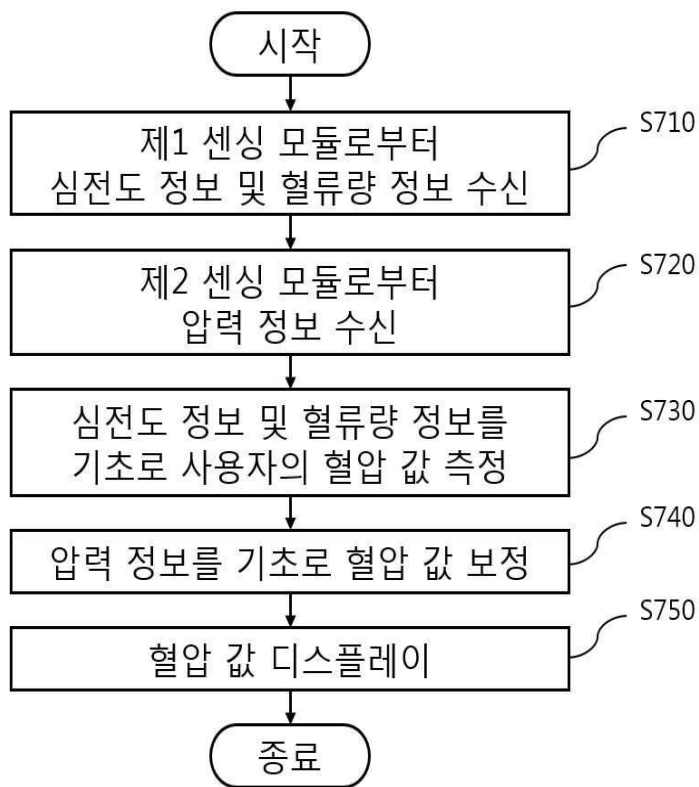 시작
제1 센싱 모듈로부터
심전도 정보 및 혈류량 정보 수신
S710
제2 센싱 모듈로부터
압력 정보 수신
S720
심전도 정보 및 혈류량 정보를
기초로 사용자의 혈압 값 측정
S730
압력 정보를 기초로 혈압 값 보정
S740
혈압 값 디스플레이
S750
종료